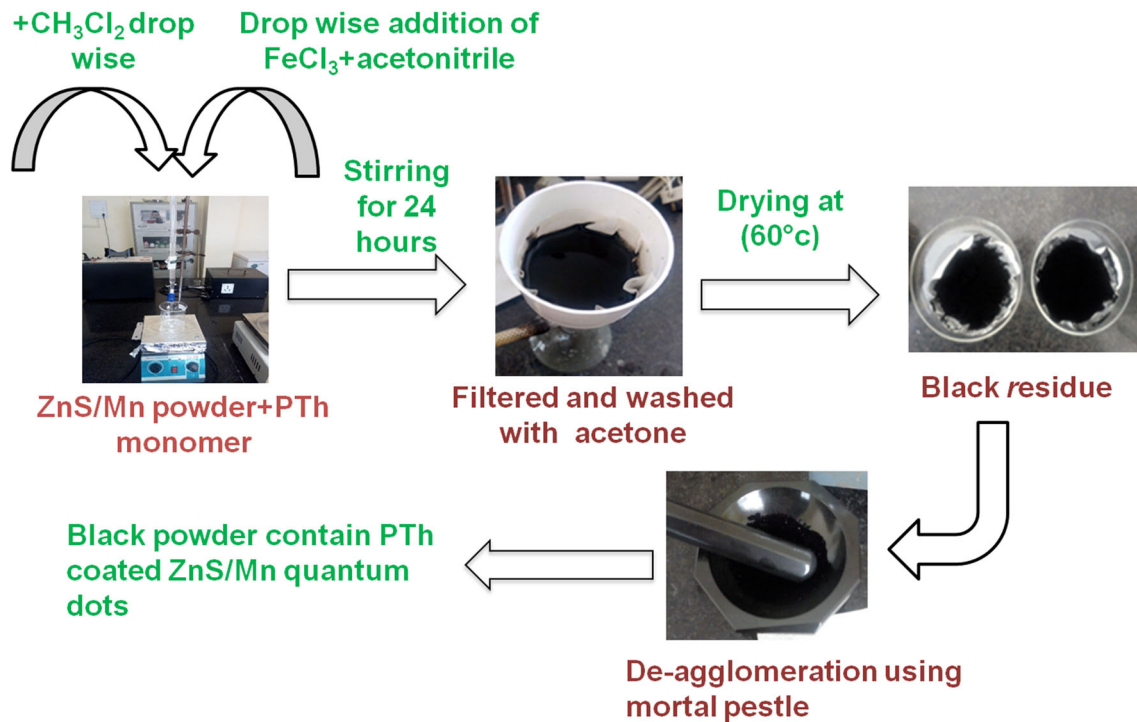 +CH₃Cl₂ drop
wise
Drop wise addition of
FeCl₃+acetonitrile
Stirring
for 24
hours
Drying at
(60°c)
ZnS/Mn powder+PTh
monomer
Filtered and washed
with acetone
Black residue
Black powder contain PTh
coated ZnS/Mn quantum
dots
De-agglomeration using
mortal pestle